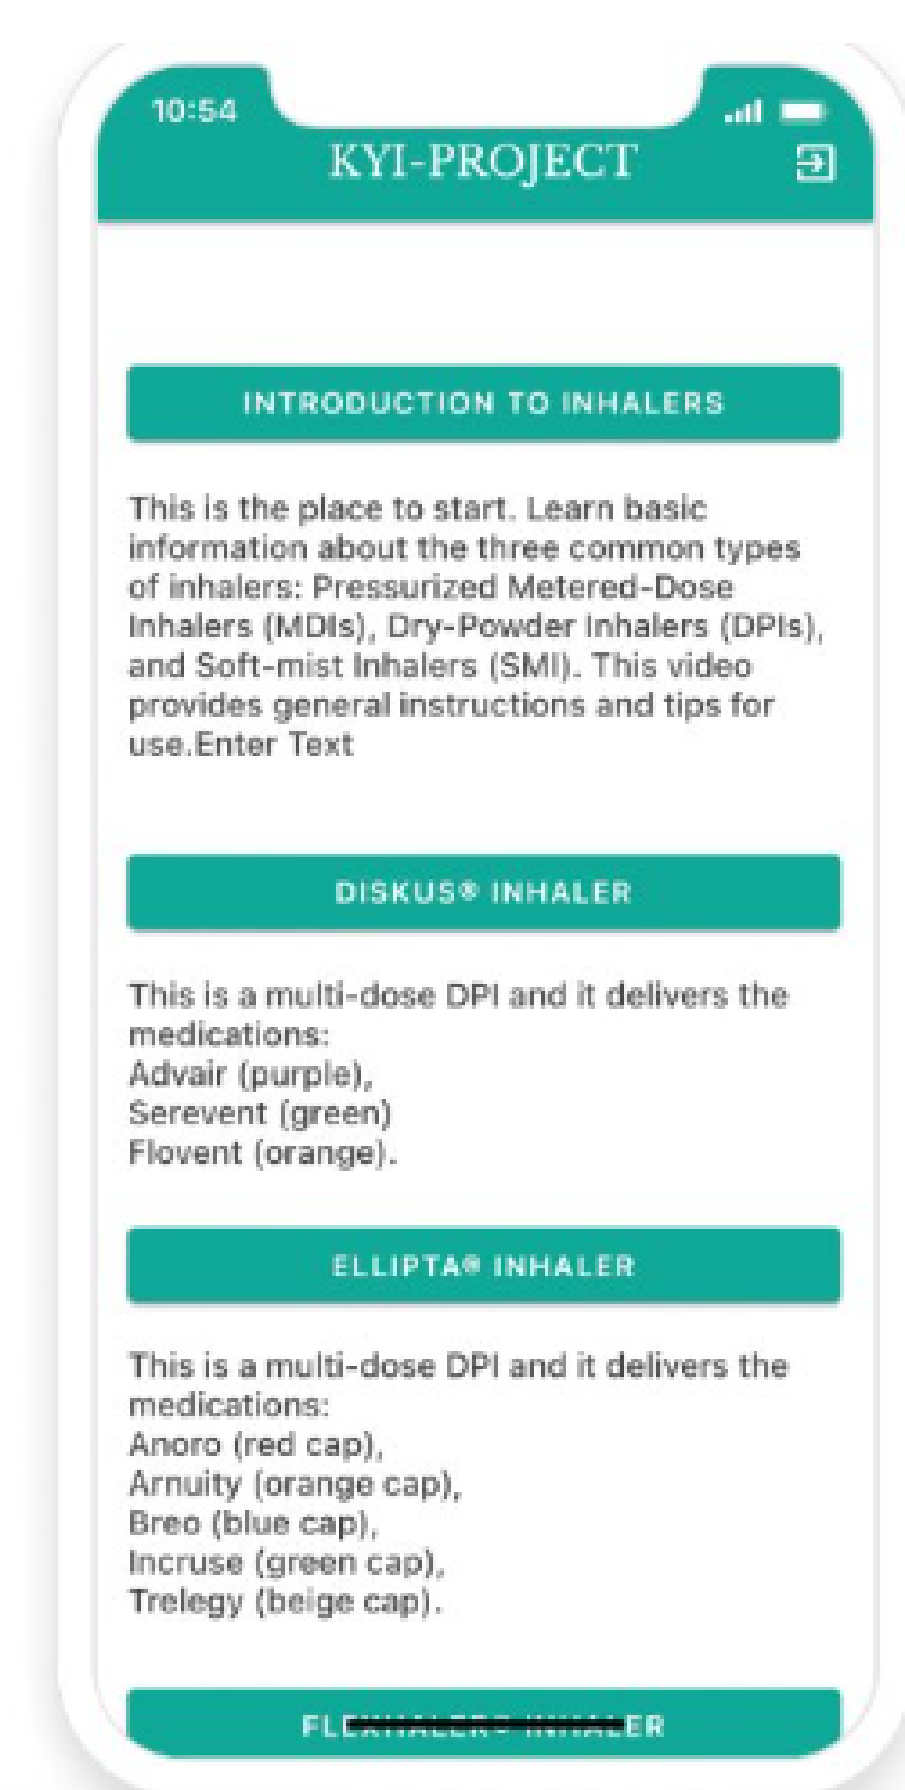 10:54
KYI-PROJECT
INTRODUCTION TO INHALERS
This is the place to start. Learn basic
information about the three common types
of inhalers: Pressurized Metered-Dose
Inhalers (MDIs), Dry-Powder Inhalers (DPIs),
and Soft-mist Inhalers (SMI). This video
provides general instructions and tips for
use.Enter Text
DISKUS® INHALER
This is a multi-dose DPI and it delivers the
medications:
Advair (purple),
Serevent (green)
Flovent (orange).
ELLIPTA® INHALER
This is a multi-dose DPI and it delivers the
medications:
Anoro (red cap),
Arnuity (orange cap),
Breo (blue cap),
Incruse (green cap),
Trelegy (beige cap).
FLEXHALER® INHALER